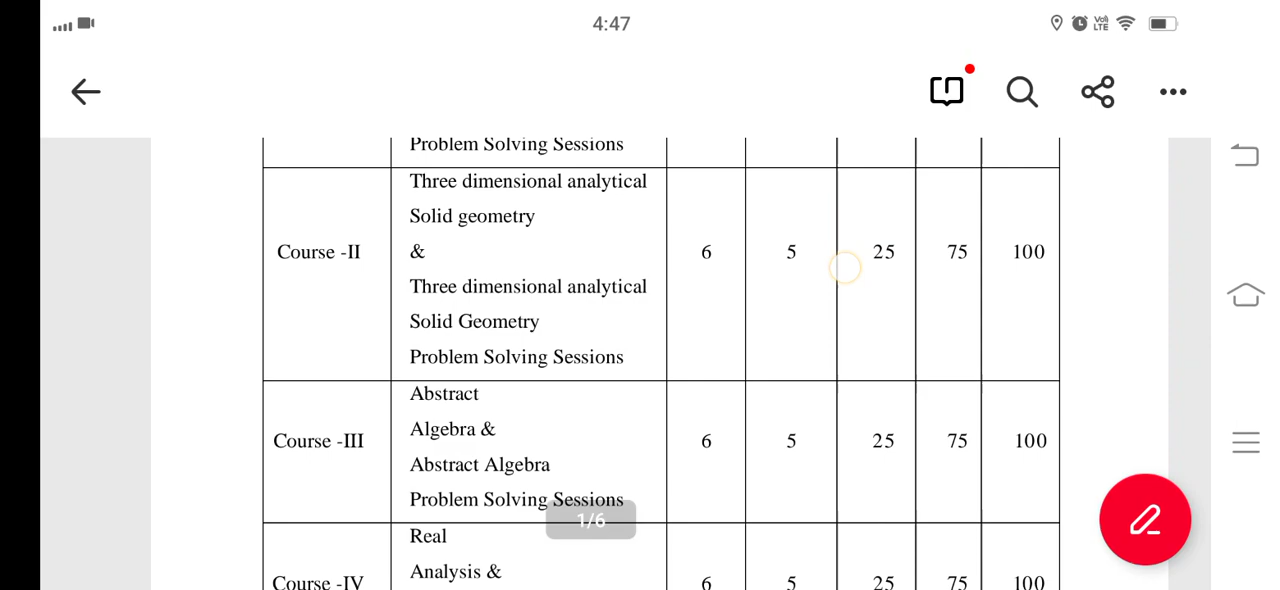 4:47
Vo)
LTE
Problem Solving Sessions
Three dimensional analytical
Solid geometry
Course -II & 6 5 25 75 100
Three dimensional analytical
Solid Geometry
Problem Solving Sessions
Abstract
Algebra &
Course -III 6 5 25 75 100
Abstract Algebra
Problem Solving Sessions
1/6
Real
Analysis &
Course -IV 6 5 25 75 100